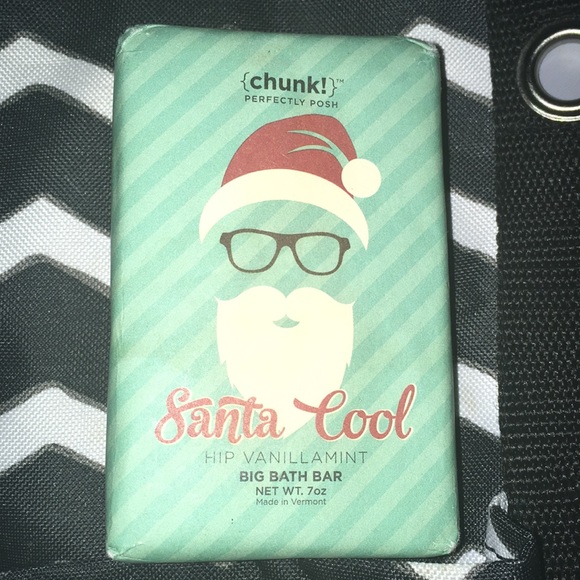 {chunk!}™
PERFECTLY POSH
Santa Cool
HIP VANILLAMINT
BIG BATH BAR
NET WT. 7oz
Made in Vermont